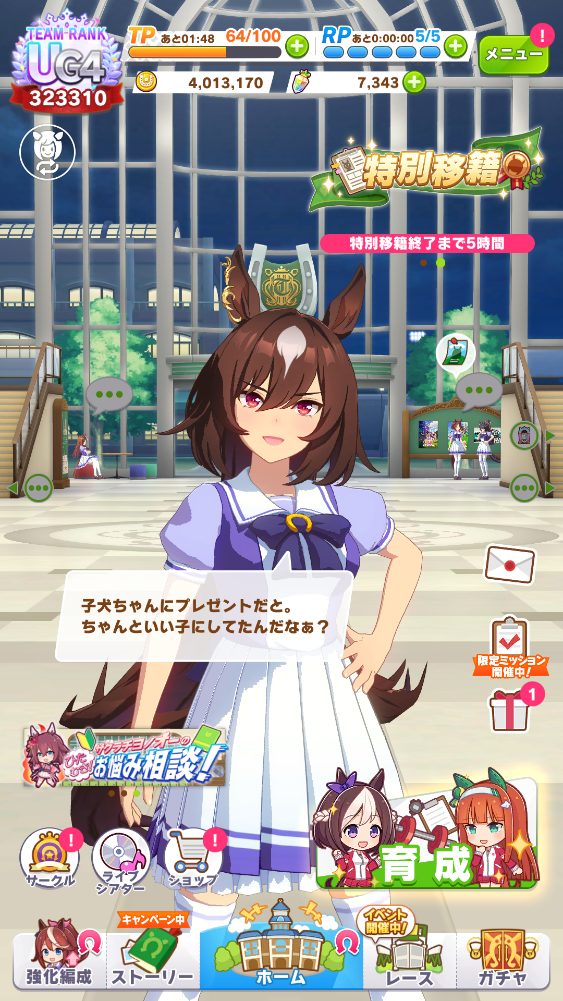 TEAM RANK
UG4
323310
TP あと01:48 64/100
RP あと0:00:00 5/5
メニュー
4,013,170
7,343
特別移籍
特別移籍終了まで5時間
子犬ちゃんにプレゼントだと。
ちゃんといい子にしてたんだなぁ？
限定ミッション
開催中!
1
サクラチヨノオーの
ひたむき!
お悩み相談!
サークル
ライブ
シアター
ショップ
育成
キャンペーン中
イベント
開催中!
強化編成
ストーリー
ホーム
レース
ガチャ